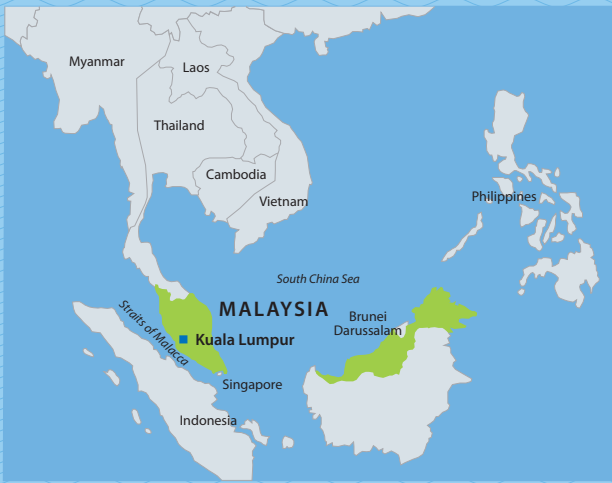 Myanmar
Laos
Thailand
Cambodia
Vietnam
Philippines
South China Sea
MALAYSIA
Brunei
Darussalam
Straits of Malacca
Kuala Lumpur
Singapore
Indonesia